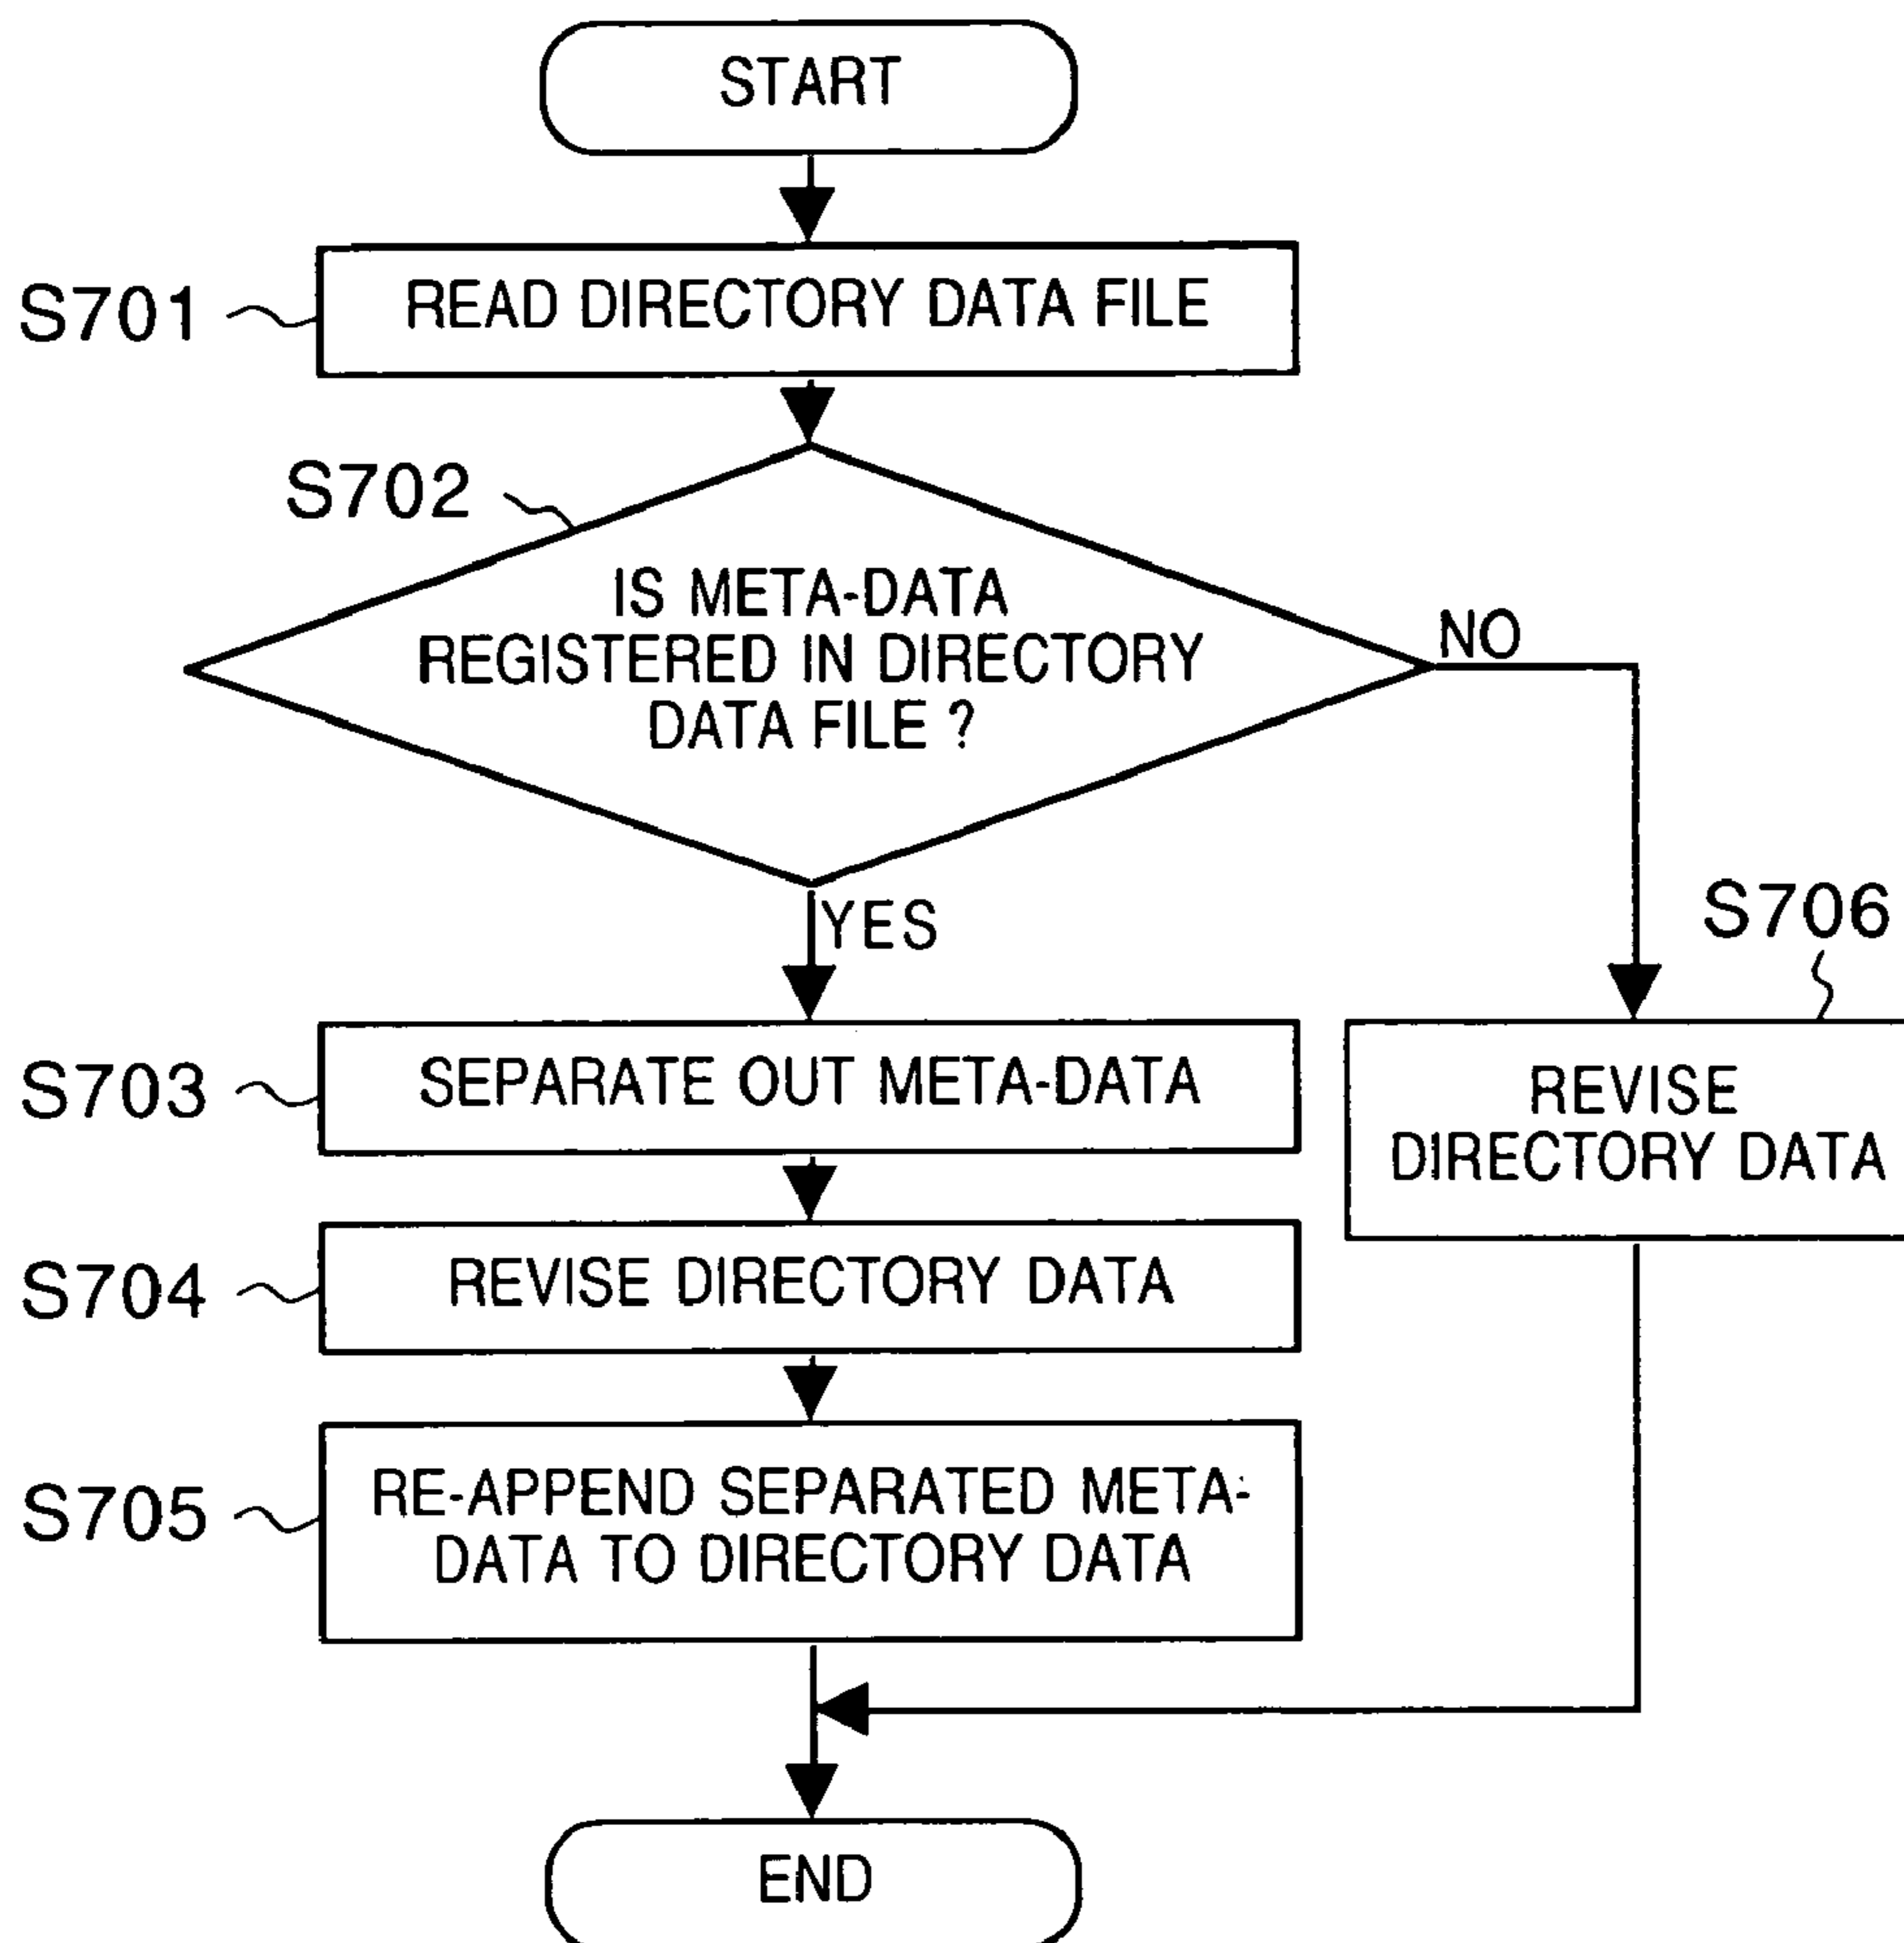 START
S701
READ DIRECTORY DATA FILE
S702
IS META-DATA
REGISTERED IN DIRECTORY
DATA FILE ?
NO
YES
S706
S703
SEPARATE OUT META-DATA
REVISE
DIRECTORY DATA
S704
REVISE DIRECTORY DATA
S705
RE-APPEND SEPARATED META-
DATA TO DIRECTORY DATA
END